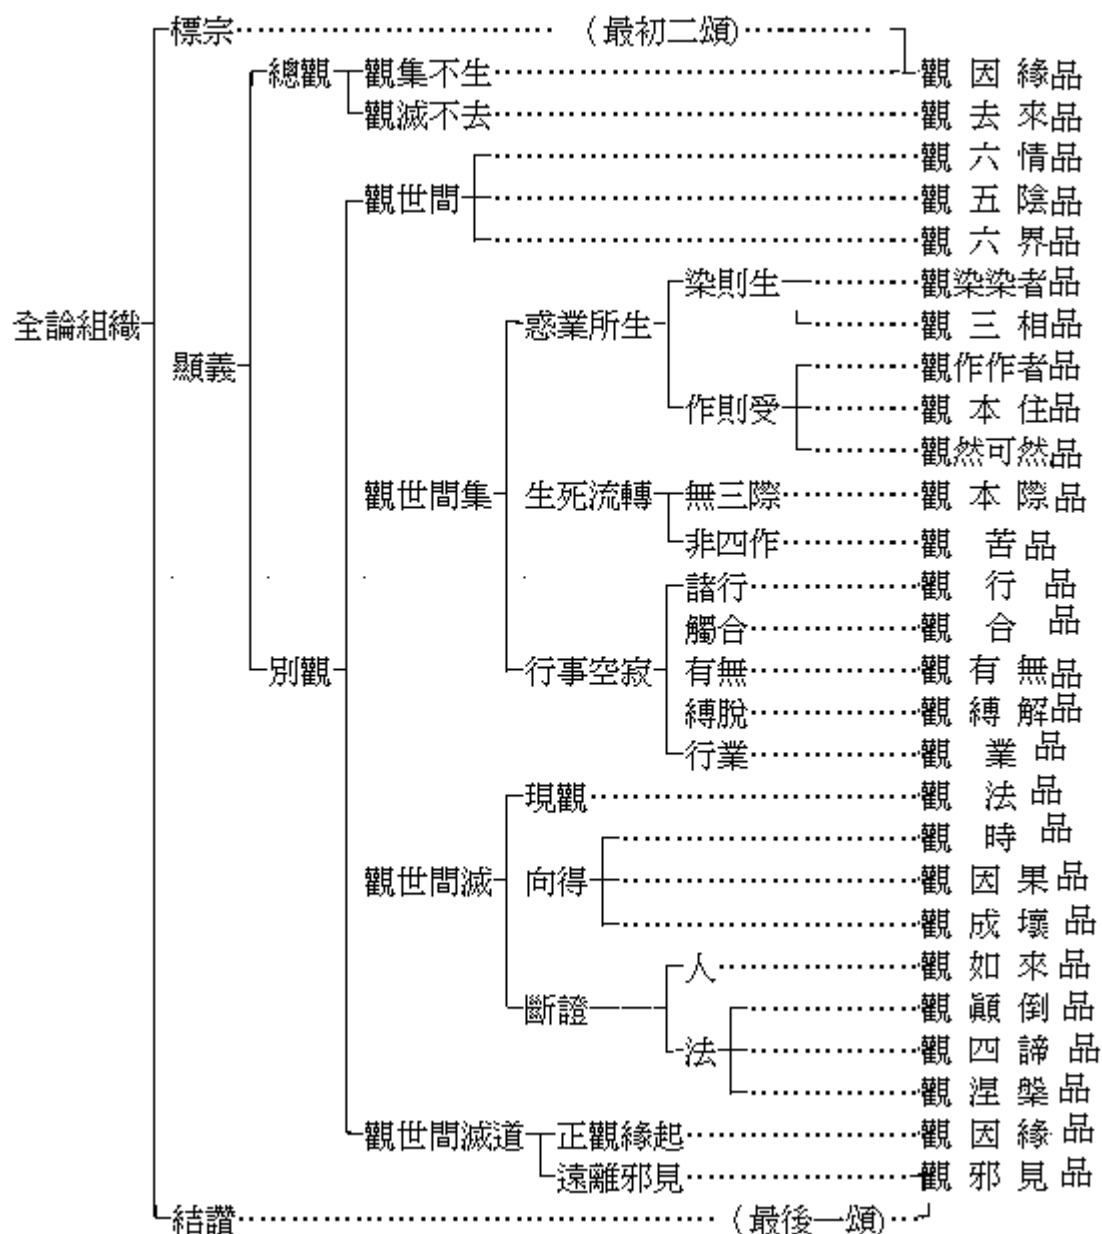 標宗 (最初二頌)
總觀 觀集不生 觀因緣品
觀滅不去 觀去來品
觀六情品
觀世間 觀五陰品
觀六界品
染則生 觀染染者品
全論組織 惑業所生 觀三相品
顯義 觀作作者品
作則受 觀本住品
觀然可然品
觀世間集 生死流轉 無三際 觀本際品
非四作 觀苦品
諸行 觀行品
觸合 觀合品
別觀 行事空寂 有無 觀有無品
縛脫 觀縛解品
行業 觀業品
現觀 觀法品
觀時品
觀世間滅 向得 觀因果品
觀成壞品
人 觀如來品
斷證 觀顛倒品
法 觀四諦品
觀涅槃品
觀世間滅道 正觀緣起 觀因緣品
遠離邪見 觀邪見品
結讚 (最後一頌)